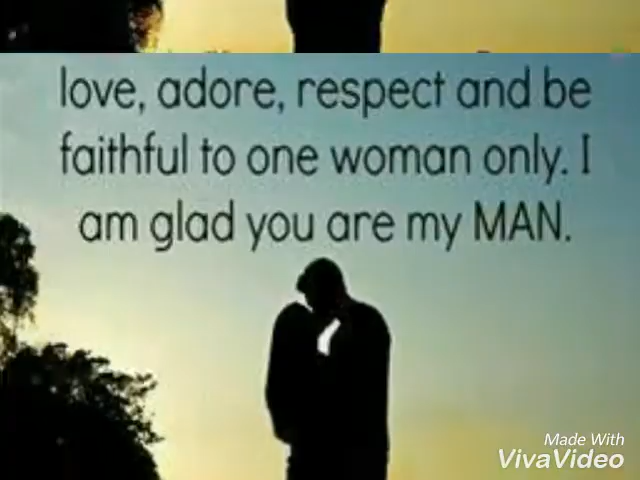 love, adore, respect and be
faithful to one woman only. I
am glad you are my MAN.
Made With
VivaVideo